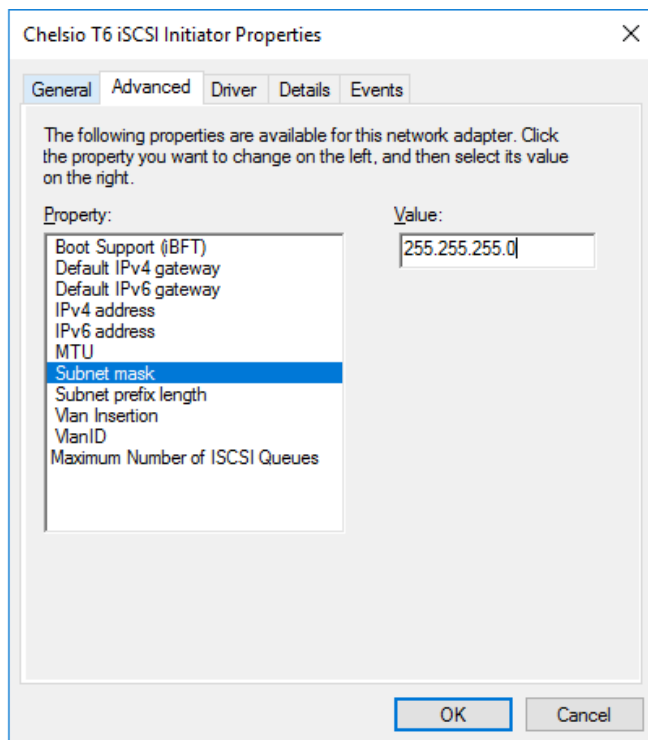 Chelsio T6 iSCSI Initiator Properties
General Advanced Driver Details Events
The following properties are available for this network adapter. Click
the property you want to change on the left, and then select its value
on the right.
Property: Value:
Boot Support (iBFT) 255.255.255.0
Default IPv4 gateway
Default IPv6 gateway
IPv4 address
IPv6 address
MTU
Subnet mask
Subnet prefix length
Vlan Insertion
VlanID
Maximum Number of ISCSI Queues
OK Cancel